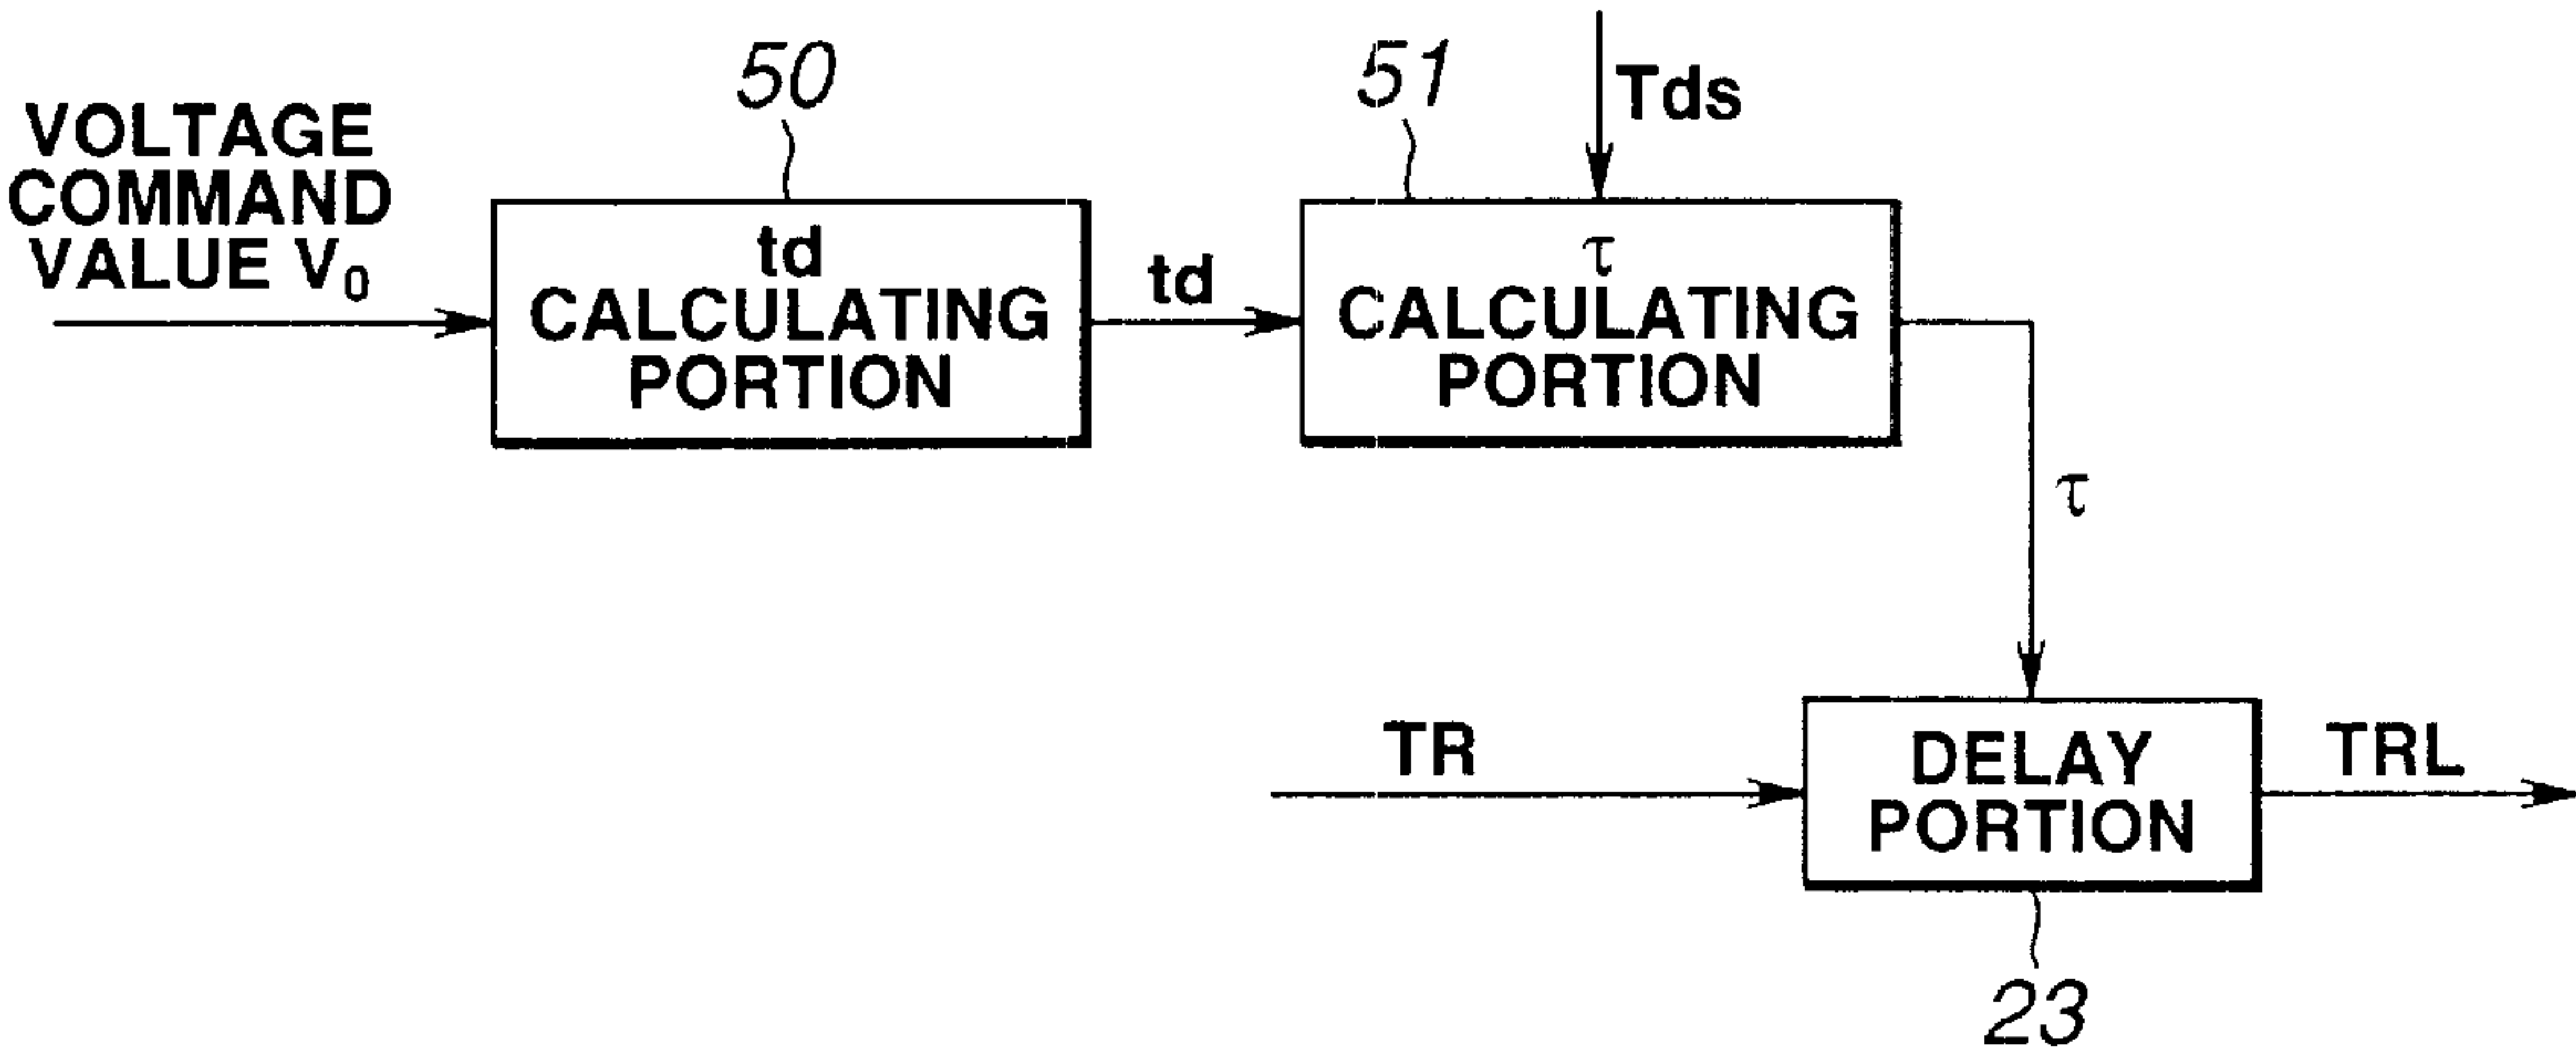 50
51
Tds
VOLTAGE
COMMAND
VALUE V₀
td
CALCULATING
PORTION
td
τ
CALCULATING
PORTION
τ
TR
DELAY
PORTION
TRL
23